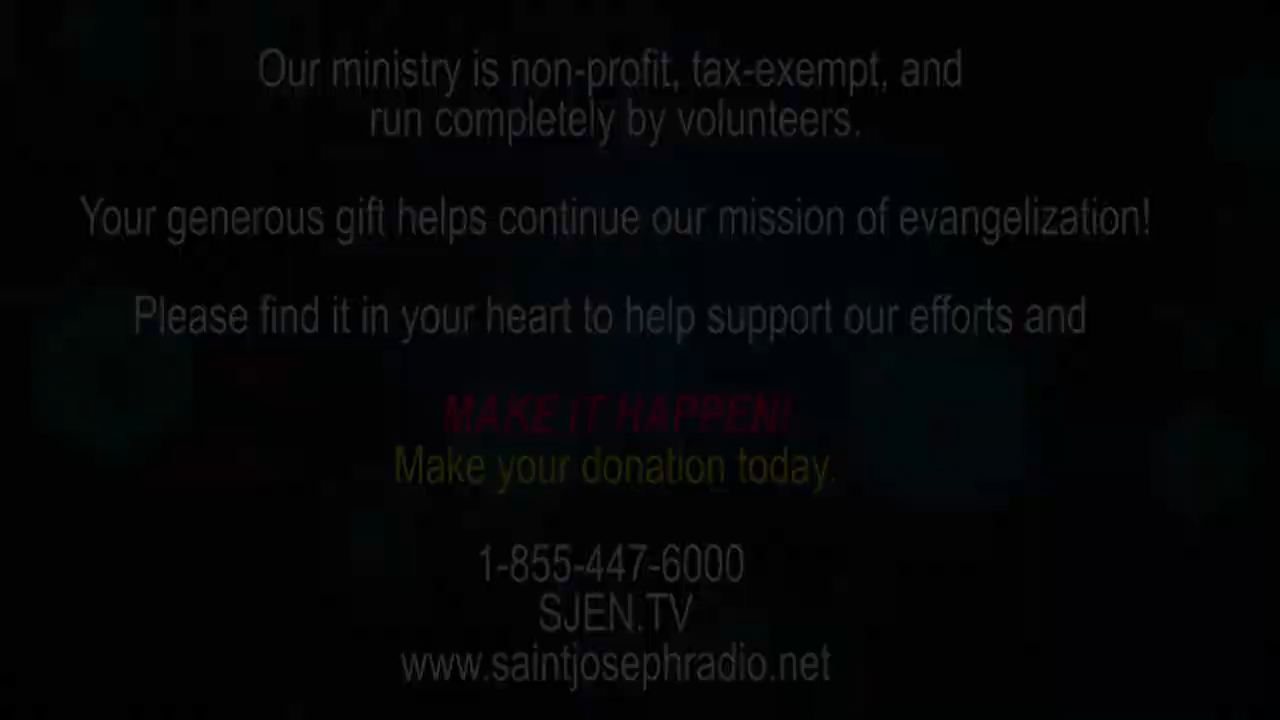 Our ministry is non-profit, tax-exempt, and
run completely by volunteers.
Your generous gift helps continue our mission of evangelization!
Please find it in your heart to help support our efforts and
MAKE IT HAPPEN!
Make your donation today.
1-855-447-6000
SJEN.TV
www.saintjosephradio.net